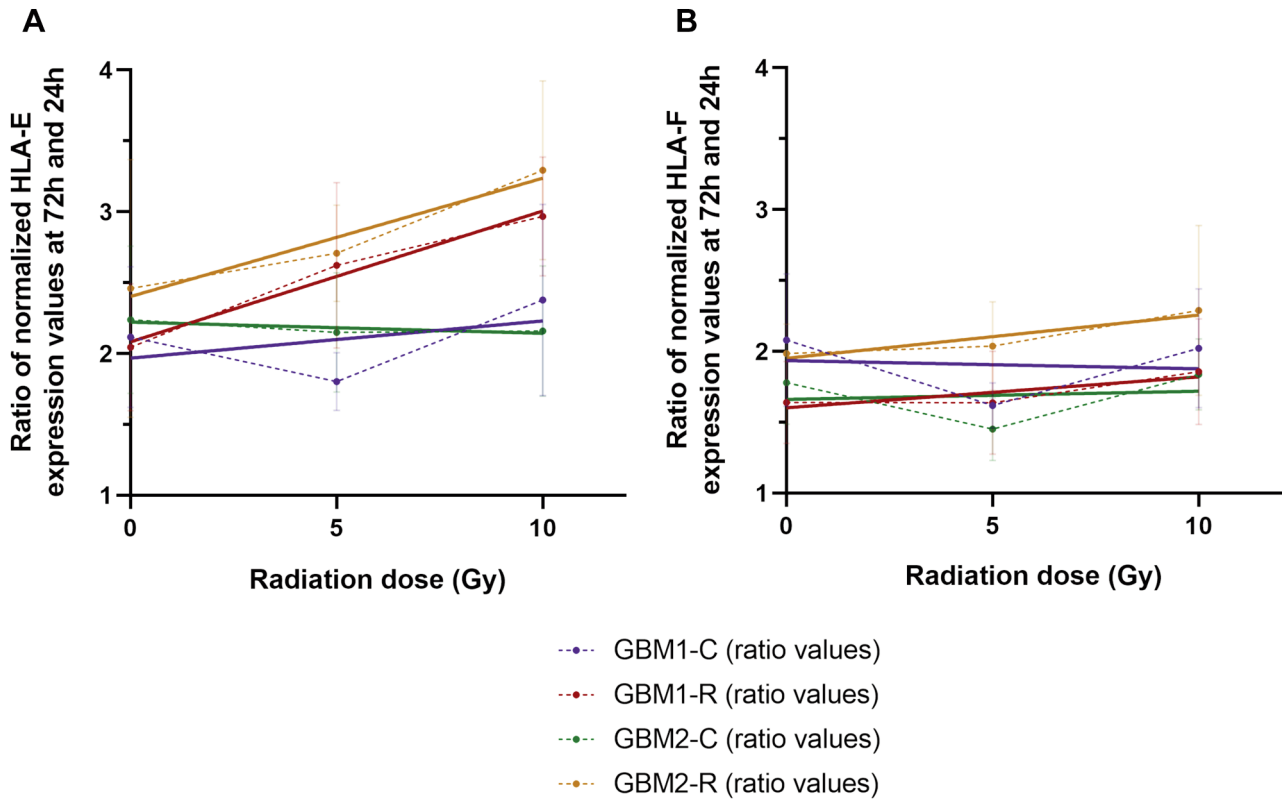 A
Ratio of normalized HLA-E
expression values at 72h and 24h
4
3
2
1
0
5
10
Radiation dose (Gy)
B
Ratio of normalized HLA-F
expression values at 72h and 24h
4
3
2
1
0
5
10
Radiation dose (Gy)
GBM1-C (ratio values)
GBM1-R (ratio values)
GBM2-C (ratio values)
GBM2-R (ratio values)